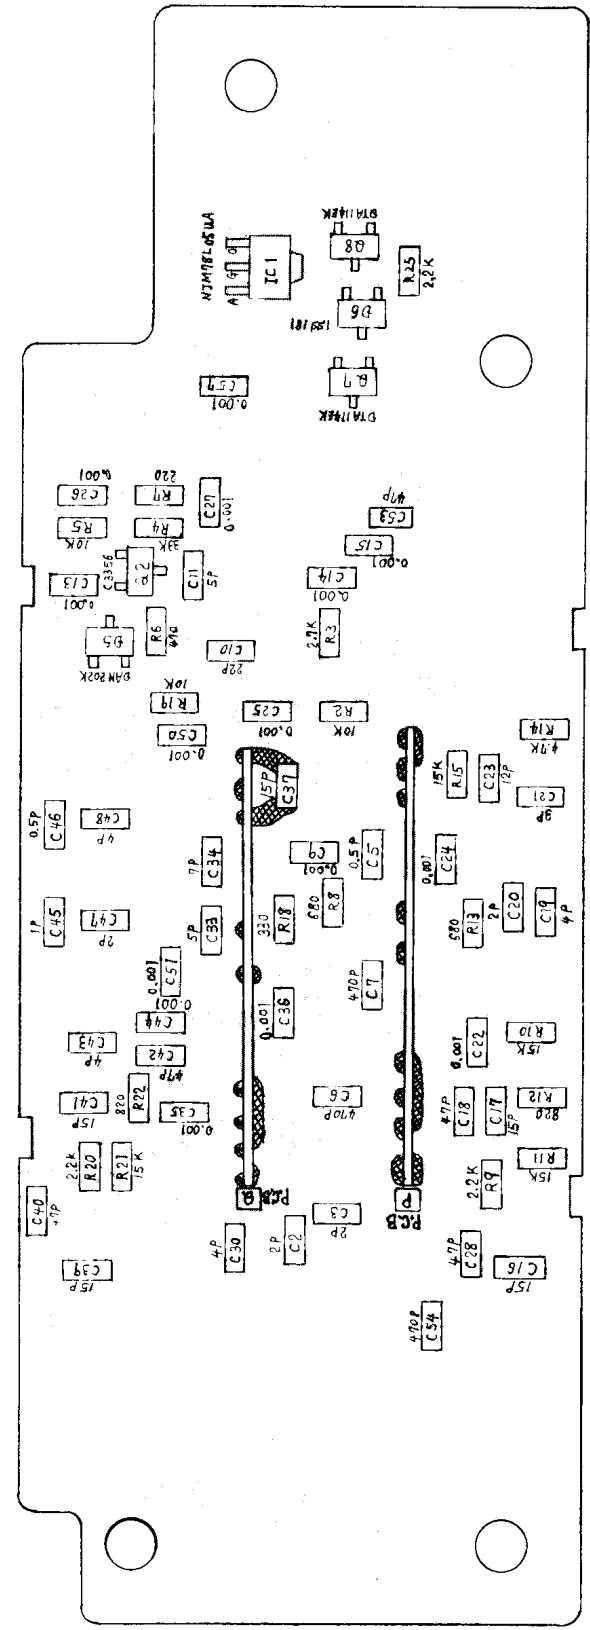 NJM78L05UA
O
G
A
IC1
DTA114EK
Q8
R25
2.2K
D6
1SS181
Q7
C57
0.001
0.001
C26
220
R7
C27
0.001
R5
10K
R4
33K
47P
C53
C15
0.001
C3356
Q2
C11
5P
C13
0.001
C14
0.001
D5
DAN202K
R6
470
C10
22P
2.7K
R3
10K
R19
C50
0.001
C25
0.001
R2
10K
R14
4.7K
15P
C37
15K
R15
C23
12P
C21
9P
0.5P
C46
C48
4P
7P
C34
C9
0.001
0.5P
C5
0.001
C24
1P
C45
C47
2P
5P
C33
330
R18
680
R8
680
R13
2P
C20
C19
4P
0.001
C51
0.001
C44
470P
C7
0.001
C36
C43
4P
C42
47P
0.001
C22
R10
15K
C41
15P
820
R22
C35
0.001
C6
470P
47P
C18
C17
15P
R12
820
2.2K
R20
R21
15K
R11
15K
C40
Q
P.C.B
P
P.C.B
2.2K
R9
C3
2P
4P
C30
2P
C2
47P
C28
C16
15P
C39
15P
470P
C54